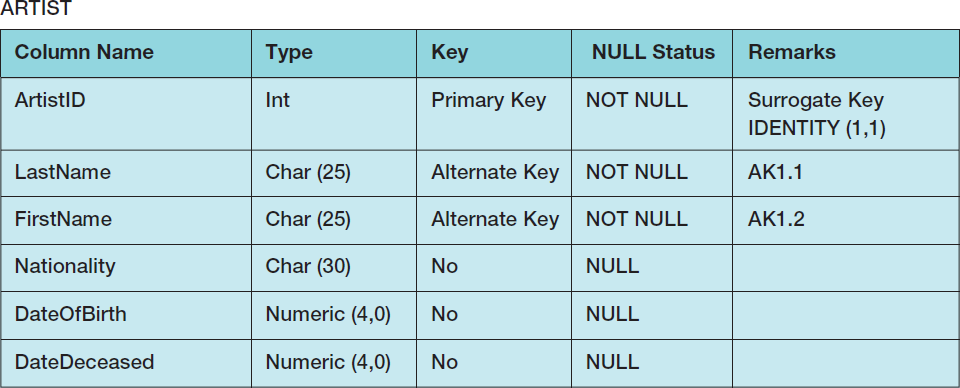 ARTIST
Column Name Type Key NULL Status Remarks
ArtistID Int Primary Key NOT NULL Surrogate Key
IDENTITY (1,1)
LastName Char (25) Alternate Key NOT NULL AK1.1
FirstName Char (25) Alternate Key NOT NULL AK1.2
Nationality Char (30) No NULL
DateOfBirth Numeric (4,0) No NULL
DateDeceased Numeric (4,0) No NULL